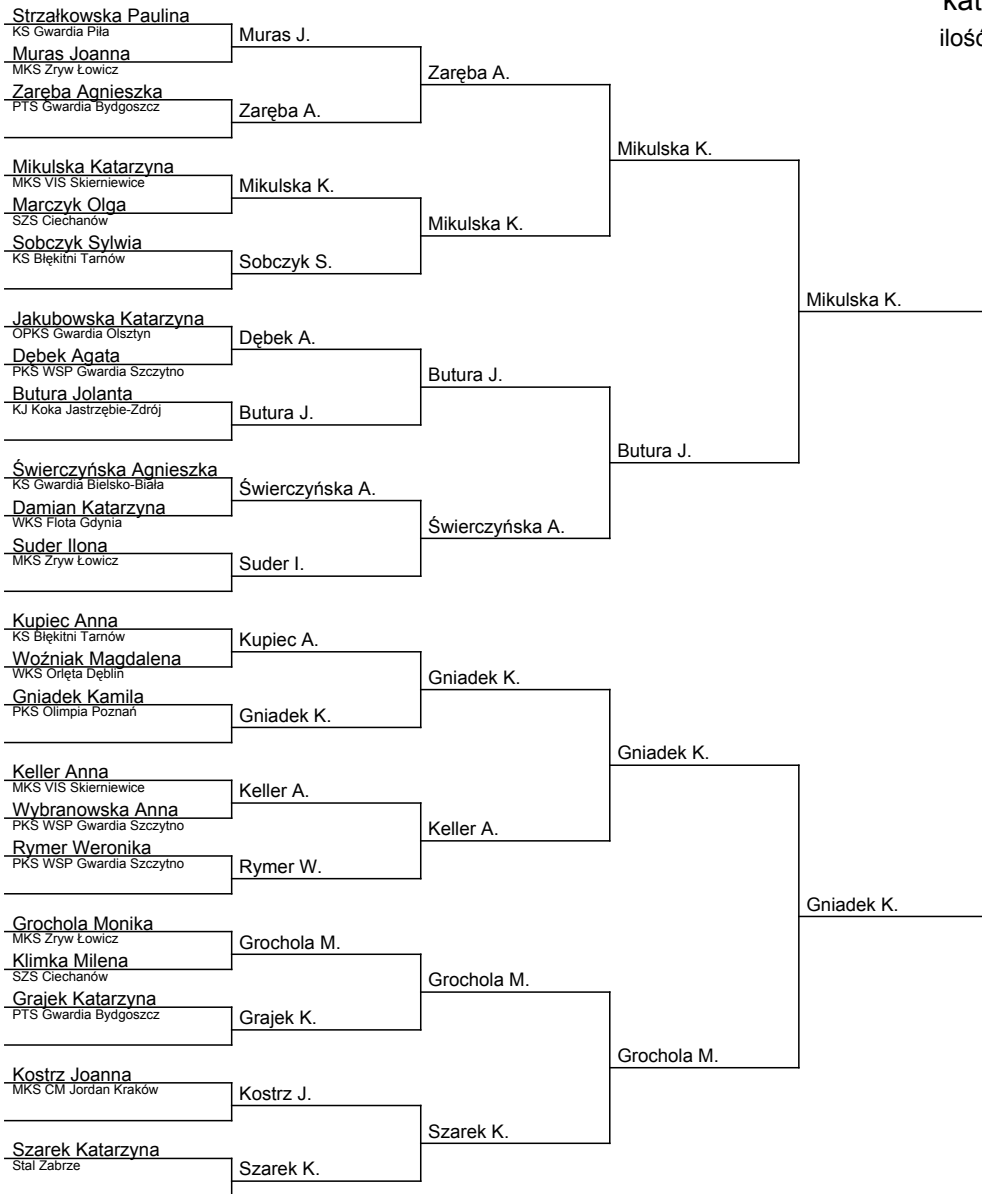 kat
ilość
Strzałkowska Paulina
KS Gwardia Piła
Muras Joanna
MKS Zryw Łowicz
Zaręba Agnieszka
PTS Gwardia Bydgoszcz
Mikulska Katarzyna
MKS VIS Skierniewice
Marczyk Olga
SZS Ciechanów
Sobczyk Sylwia
KS Błękitni Tarnów
Jakubowska Katarzyna
OPKS Gwardia Olsztyn
Dębek Agata
PKS WSP Gwardia Szczytno
Butura Jolanta
KJ Koka Jastrzębie-Zdrój
Świerczyńska Agnieszka
KS Gwardia Bielsko-Biała
Damian Katarzyna
WKS Flota Gdynia
Suder Ilona
MKS Zryw Łowicz
Kupiec Anna
KS Błękitni Tarnów
Woźniak Magdalena
WKS Orlęta Dęblin
Gniadek Kamila
PKS Olimpia Poznań
Keller Anna
MKS VIS Skierniewice
Wybranowska Anna
PKS WSP Gwardia Szczytno
Rymer Weronika
PKS WSP Gwardia Szczytno
Grochola Monika
MKS Zryw Łowicz
Klimka Milena
SZS Ciechanów
Grajek Katarzyna
PTS Gwardia Bydgoszcz
Kostrz Joanna
MKS CM Jordan Kraków
Szarek Katarzyna
Stal Zabrze
Muras J.
Zaręba A.
Mikulska K.
Sobczyk S.
Dębek A.
Butura J.
Świerczyńska A.
Suder I.
Kupiec A.
Gniadek K.
Keller A.
Rymer W.
Grochola M.
Grajek K.
Kostrz J.
Szarek K.
Zaręba A.
Mikulska K.
Butura J.
Świerczyńska A.
Gniadek K.
Keller A.
Grochola M.
Szarek K.
Mikulska K.
Butura J.
Gniadek K.
Grochola M.
Mikulska K.
Gniadek K.